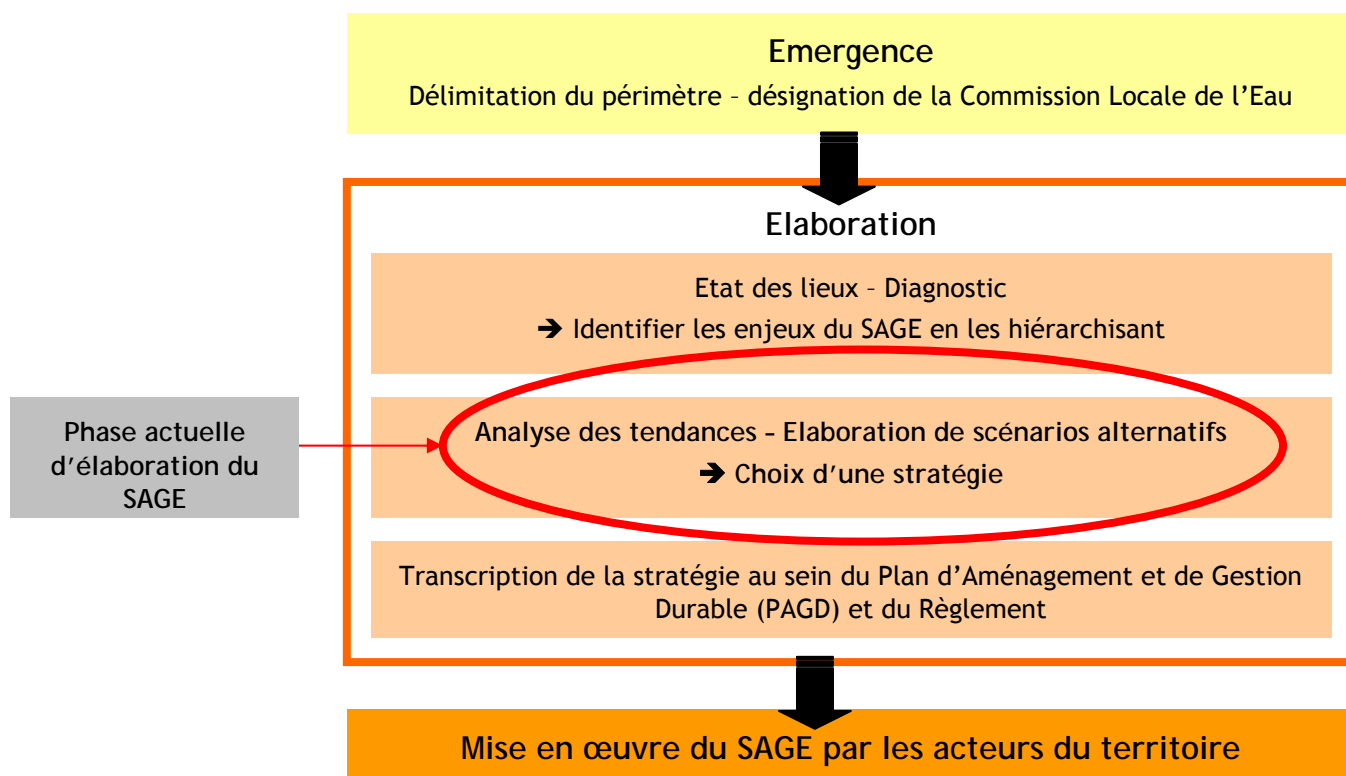 Emergence
Délimitation du périmètre – désignation de la Commission Locale de l’Eau
Elaboration
Etat des lieux – Diagnostic
➔ Identifier les enjeux du SAGE en les hiérarchisant
Phase actuelle
d’élaboration du
SAGE
Analyse des tendances – Elaboration de scénarios alternatifs
➔ Choix d’une stratégie
Transcription de la stratégie au sein du Plan d’Aménagement et de Gestion
Durable (PAGD) et du Règlement
Mise en œuvre du SAGE par les acteurs du territoire